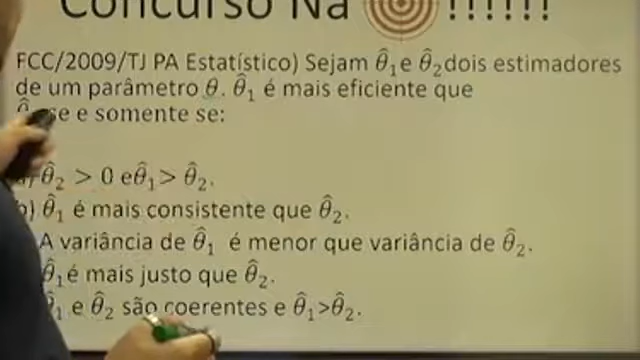 Concurso Na !!!!!!
FCC/2009/TJ PA Estatístico) Sejam θ̂₁ e θ̂₂ dois estimadores
de um parâmetro θ. θ̂₁ é mais eficiente que
se e somente se:
θ̂₂ > 0 e θ̂₁ > θ̂₂.
b) θ̂₁ é mais consistente que θ̂₂.
A variância de θ̂₁ é menor que variância de θ̂₂.
θ̂₁ é mais justo que θ̂₂.
θ̂₁ e θ̂₂ são coerentes e θ̂₁>θ̂₂.